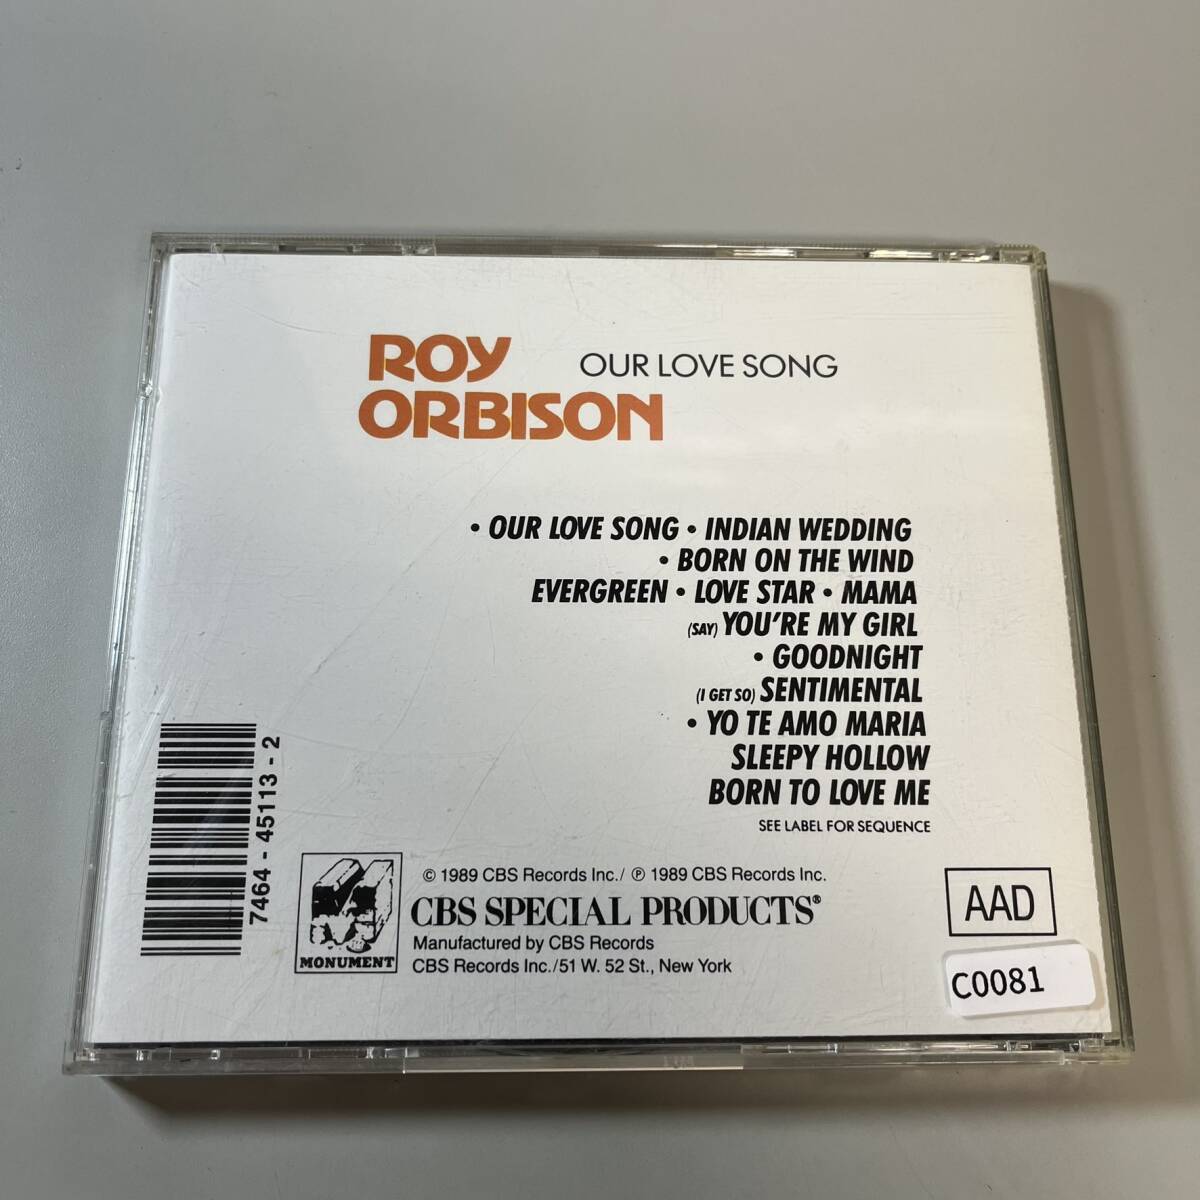 ROY
ORBISON
OUR LOVE SONG
• OUR LOVE SONG • INDIAN WEDDING
• BORN ON THE WIND
EVERGREEN • LOVE STAR • MAMA
(SAY) YOU'RE MY GIRL
• GOODNIGHT
(I GET SO) SENTIMENTAL
• YO TE AMO MARIA
SLEEPY HOLLOW
BORN TO LOVE ME
SEE LABEL FOR SEQUENCE
7464 - 45113 - 2
MONUMENT
© 1989 CBS Records Inc./ ℗ 1989 CBS Records Inc.
CBS SPECIAL PRODUCTS®
Manufactured by CBS Records
CBS Records Inc./51 W. 52 St., New York
AAD
C0081